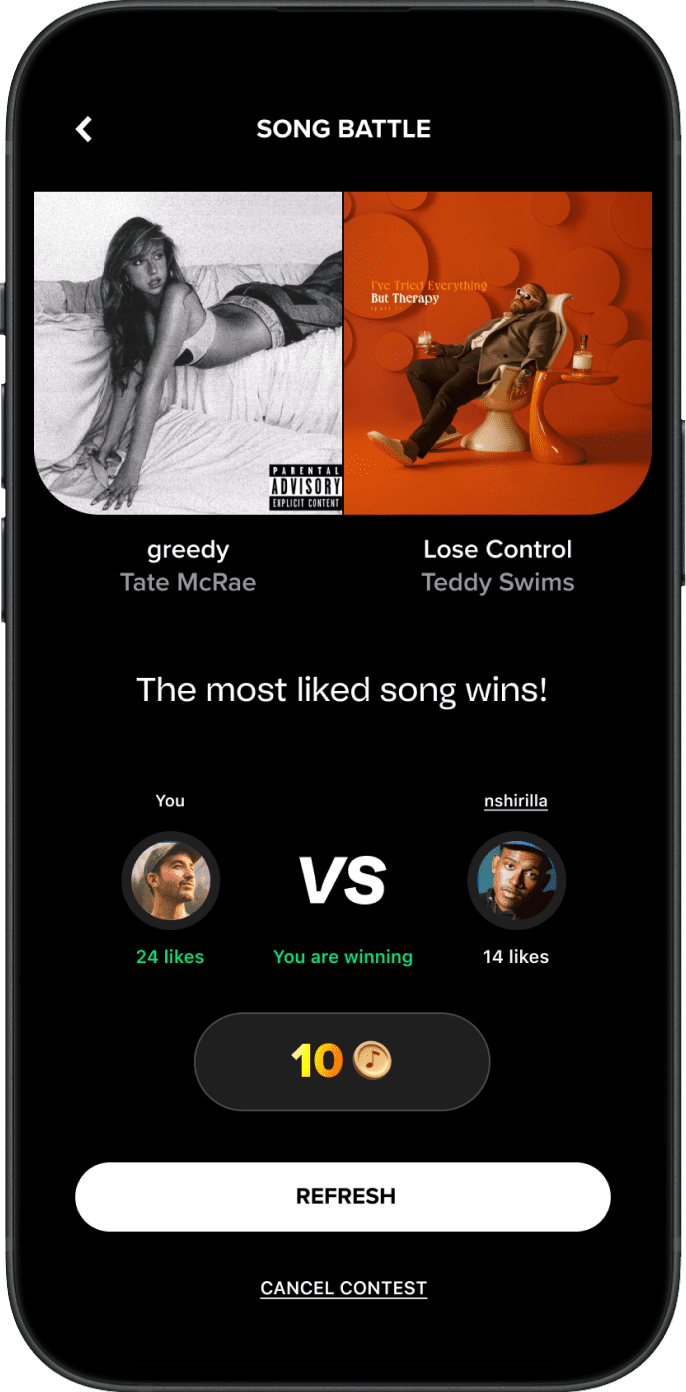 SONG BATTLE
I've Tried Everything
But Therapy
PARENTAL
ADVISORY
EXPLICIT CONTENT
greedy
Tate McRae
Lose Control
Teddy Swims
The most liked song wins!
You
nshirilla
VS
24 likes
You are winning
14 likes
10
REFRESH
CANCEL CONTEST